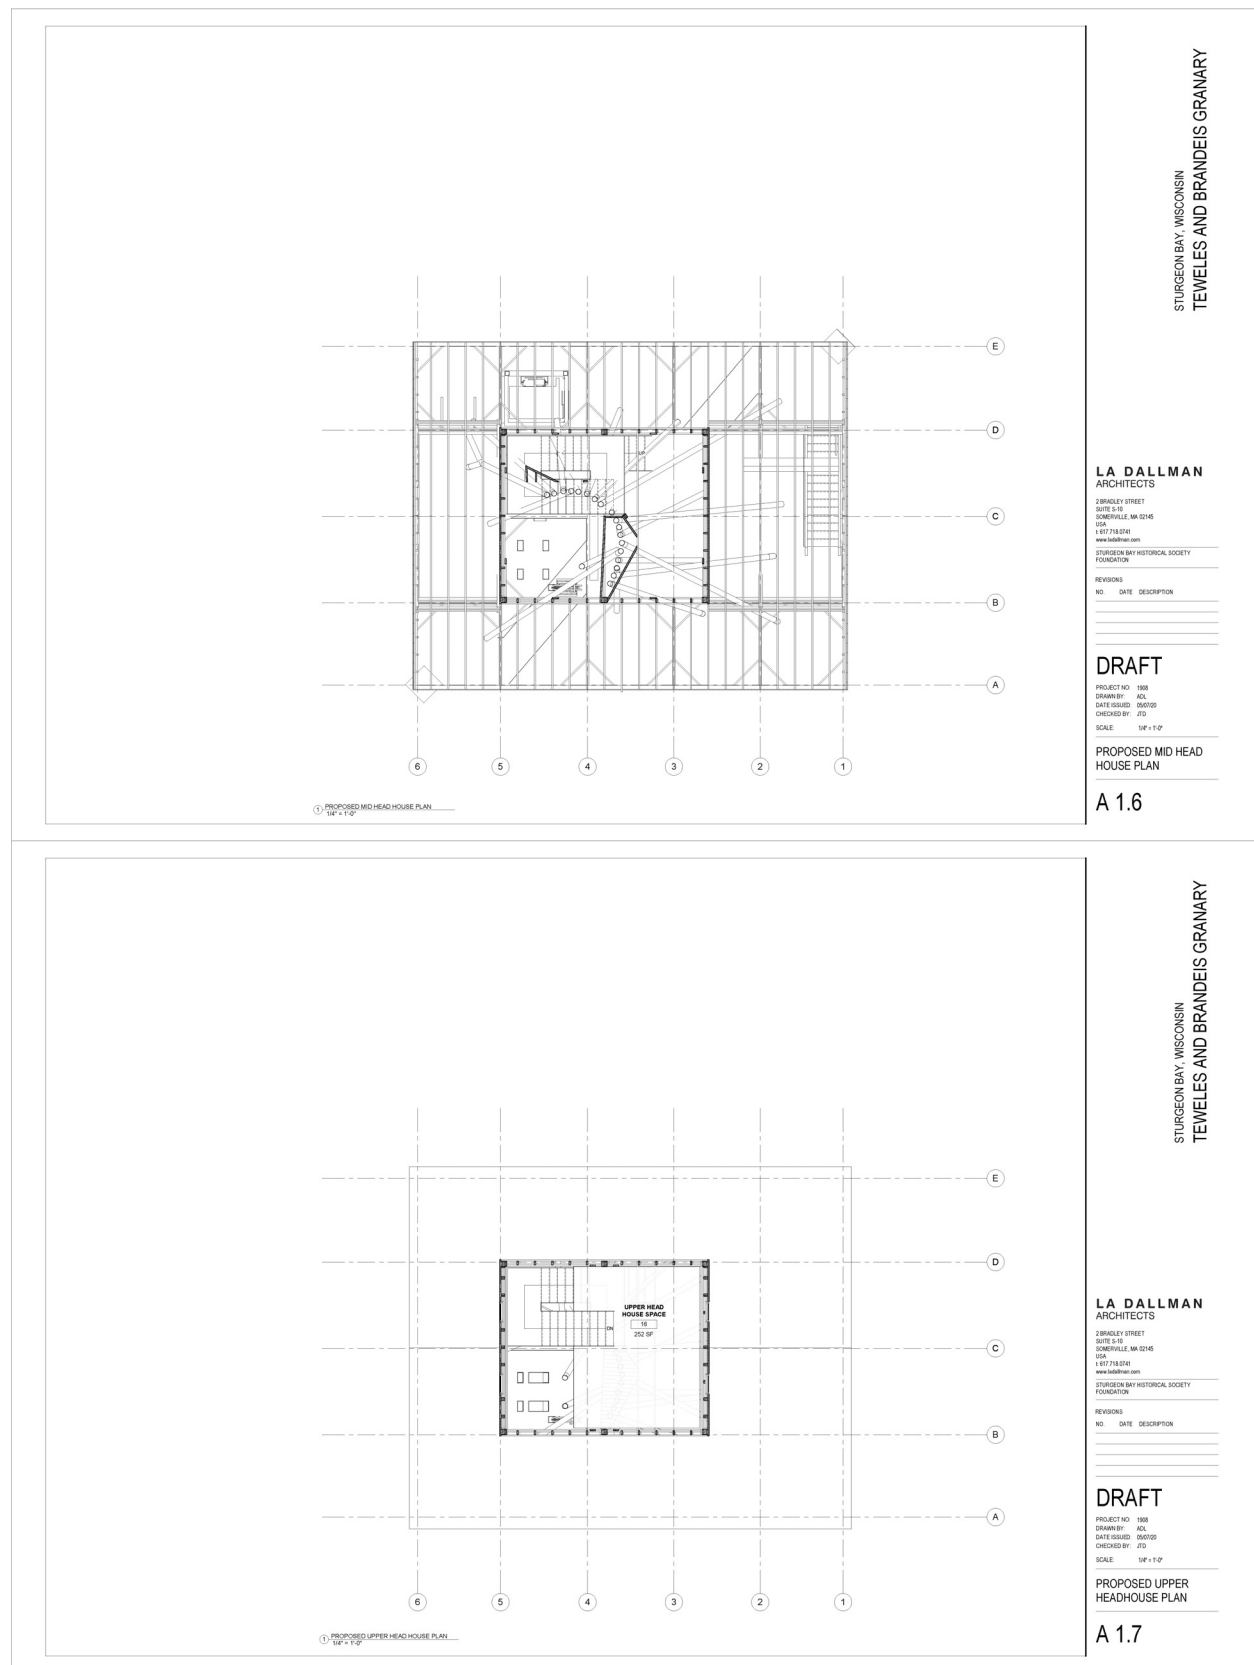 STURGEON BAY, WISCONSIN
TEWELES AND BRANDEIS GRANARY
E
D
UP
C
B
A
6
5
4
3
2
1
1
PROPOSED MID HEAD HOUSE PLAN
1/4" = 1'-0"
LA DALLMAN
ARCHITECTS
2 BRADLEY STREET
SUITE S-10
SOMERVILLE, MA 02145
USA
t: 617.718.0741
www.ladallman.com
STURGEON BAY HISTORICAL SOCIETY
FOUNDATION
REVISIONS
NO. DATE DESCRIPTION
DRAFT
PROJECT NO: 1908
DRAWN BY: ADL
DATE ISSUED: 05/07/20
CHECKED BY: JTD
SCALE: 1/4" = 1'-0"
PROPOSED MID HEAD
HOUSE PLAN
A 1.6
STURGEON BAY, WISCONSIN
TEWELES AND BRANDEIS GRANARY
E
D
UPPER HEAD
HOUSE SPACE
16
252 SF
DN
C
B
A
6
5
4
3
2
1
1
PROPOSED UPPER HEAD HOUSE PLAN
1/4" = 1'-0"
LA DALLMAN
ARCHITECTS
2 BRADLEY STREET
SUITE S-10
SOMERVILLE, MA 02145
USA
t: 617.718.0741
www.ladallman.com
STURGEON BAY HISTORICAL SOCIETY
FOUNDATION
REVISIONS
NO. DATE DESCRIPTION
DRAFT
PROJECT NO: 1908
DRAWN BY: ADL
DATE ISSUED: 05/07/20
CHECKED BY: JTD
SCALE: 1/4" = 1'-0"
PROPOSED UPPER
HEADHOUSE PLAN
A 1.7